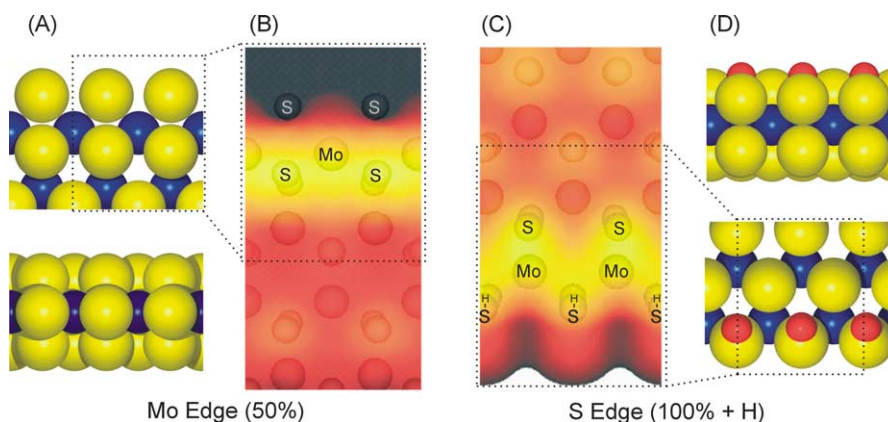 (A)
(B)
(C)
(D)
S S
Mo
S S
S S
Mo Mo
H H H
S S S
Mo Edge (50%)
S Edge (100% + H)